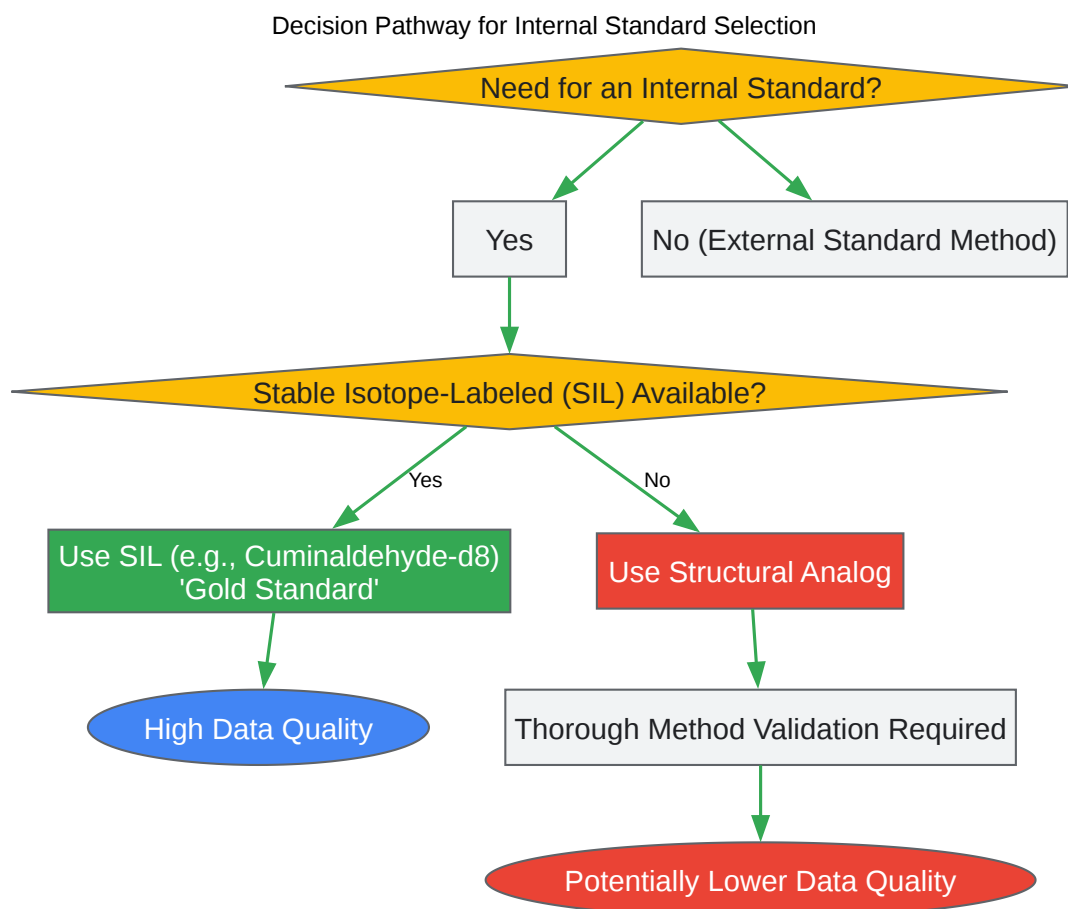 Decision Pathway for Internal Standard Selection
Need for an Internal Standard?
Yes
No (External Standard Method)
Stable Isotope-Labeled (SIL) Available?
Yes
No
Use SIL (e.g., Cuminaldehyde-d8)
'Gold Standard'
Use Structural Analog
High Data Quality
Thorough Method Validation Required
Potentially Lower Data Quality